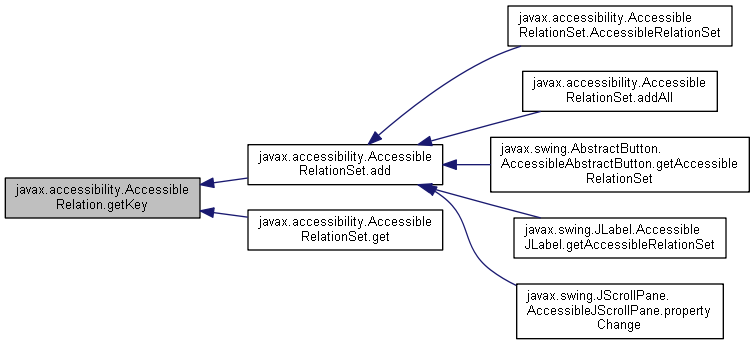 javax.accessibility.Accessible
RelationSet.AccessibleRelationSet
javax.accessibility.Accessible
RelationSet.addAll
javax.accessibility.Accessible
RelationSet.add
javax.swing.AbstractButton.
AccessibleAbstractButton.getAccessible
RelationSet
javax.accessibility.Accessible
Relation.getKey
javax.accessibility.Accessible
RelationSet.get
javax.swing.JLabel.Accessible
JLabel.getAccessibleRelationSet
javax.swing.JScrollPane.
AccessibleJScrollPane.property
Change